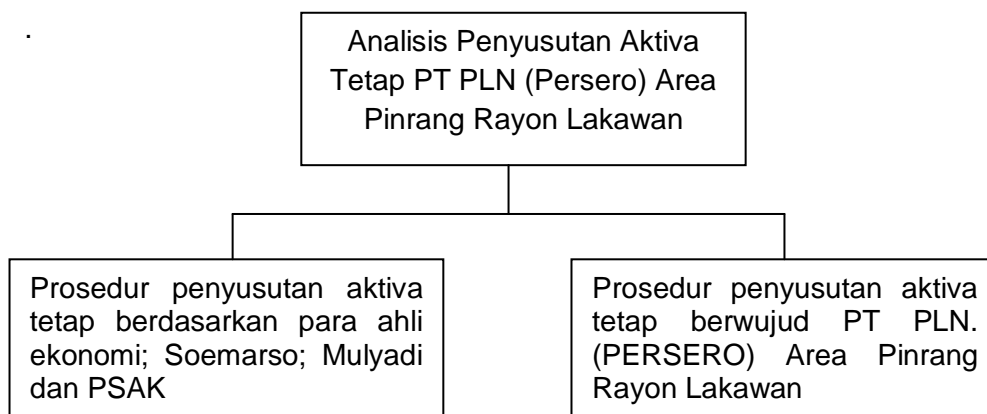 .
Analisis Penyusutan Aktiva
Tetap PT PLN (Persero) Area
Pinrang Rayon Lakawan
Prosedur penyusutan aktiva
tetap berdasarkan para ahli
ekonomi; Soemarso; Mulyadi
dan PSAK
Prosedur penyusutan aktiva
tetap berwujud PT PLN.
(PERSERO) Area Pinrang
Rayon Lakawan